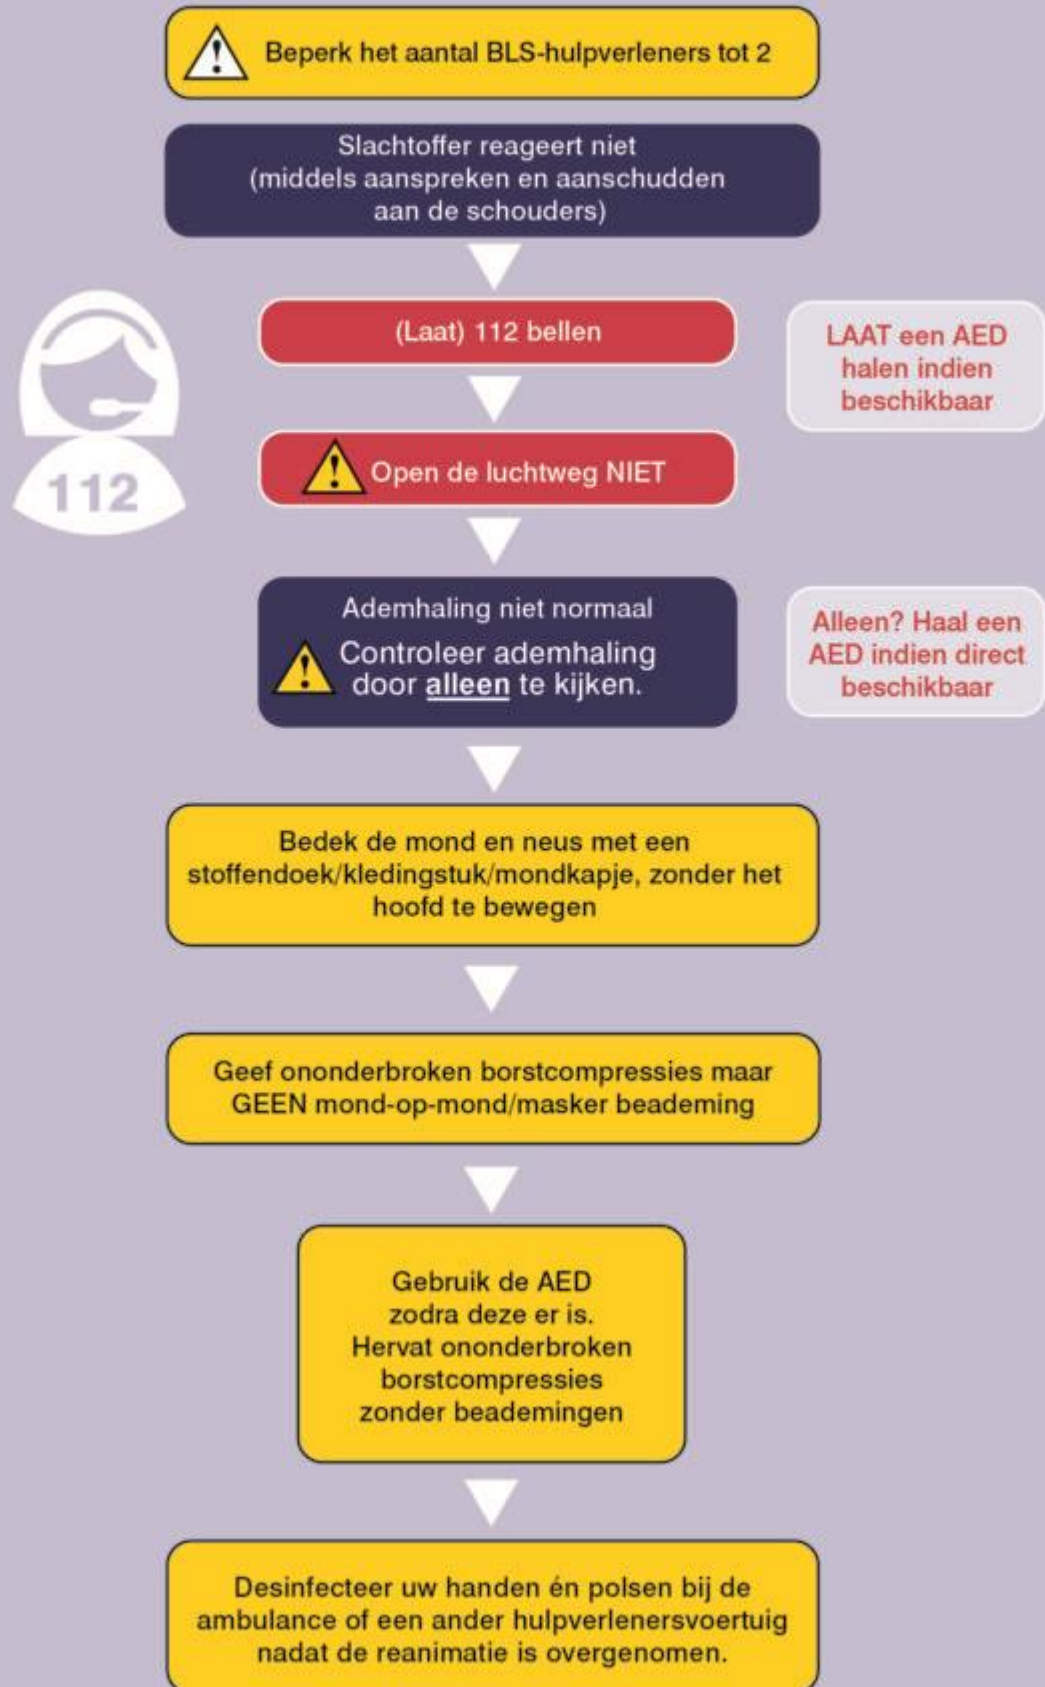 Beperk het aantal BLS-hulpverleners tot 2
Slachtoffer reageert niet
(middels aanspreken en aanschudden
aan de schouders)
(Laat) 112 bellen
LAAT een AED
halen indien
beschikbaar
112
Open de luchtweg NIET
Ademhaling niet normaal
Controleer ademhaling
door alleen te kijken.
Alleen? Haal een
AED indien direct
beschikbaar
Bedek de mond en neus met een
stoffendoek/kledingstuk/mondkapje, zonder het
hoofd te bewegen
Geef ononderbroken borstcompressies maar
GEEN mond-op-mond/masker beademing
Gebruik de AED
zodra deze er is.
Hervat ononderbroken
borstcompressies
zonder beademingen
Desinfecteer uw handen én polsen bij de
ambulance of een ander hulpverlenersvoertuig
nadat de reanimatie is overgenomen.